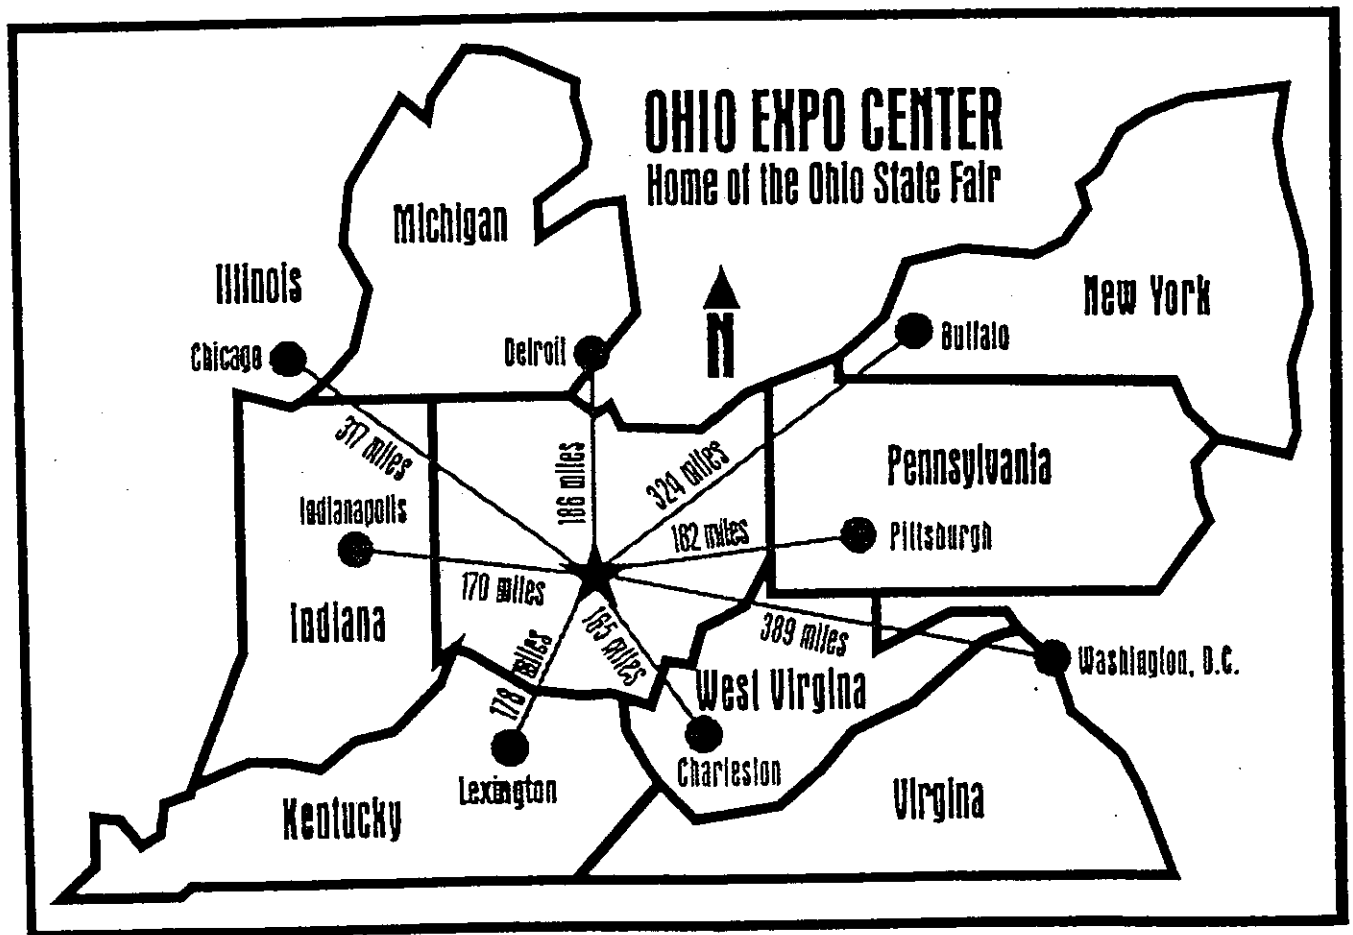 OHIO EXPO CENTER
Home of the Ohio State Fair
Michigan
Illinois
New York
N
Chicago
Detroit
Buffalo
317 miles
186 miles
324 miles
Pennsylvania
Indianapolis
182 miles
Pittsburgh
170 miles
Indiana
178 miles
165 miles
389 miles
Washington, D.C.
West Virgina
Lexington
Charleston
Kentucky
Virgina